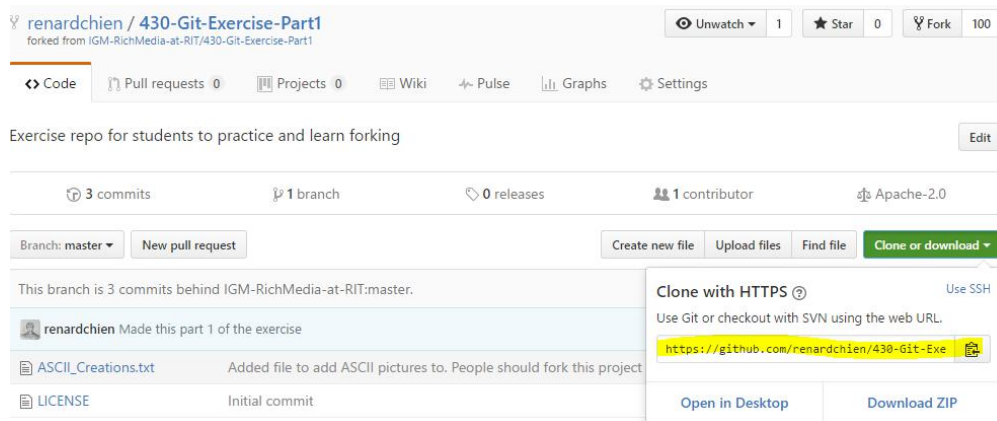 renardchien / 430-Git-Exercise-Part1
Unwatch 1 Star 0 Fork 100
forked from IGM-RichMedia-at-RIT/430-Git-Exercise-Part1
<> Code Pull requests 0 Projects 0 Wiki Pulse Graphs Settings
Exercise repo for students to practice and learn forking
Edit
3 commits 1 branch 0 releases 1 contributor Apache-2.0
Branch: master New pull request Create new file Upload files Find file Clone or download
This branch is 3 commits behind IGM-RichMedia-at-RIT:master.
renardchien Made this part 1 of the exercise
ASCII_Creations.txt Added file to add ASCII pictures to. People should fork this project
LICENSE Initial commit
Clone with HTTPS ?
Use SSH
Use Git or checkout with SVN using the web URL.
https://github.com/renardchien/430-Git-Exe
Open in Desktop Download ZIP